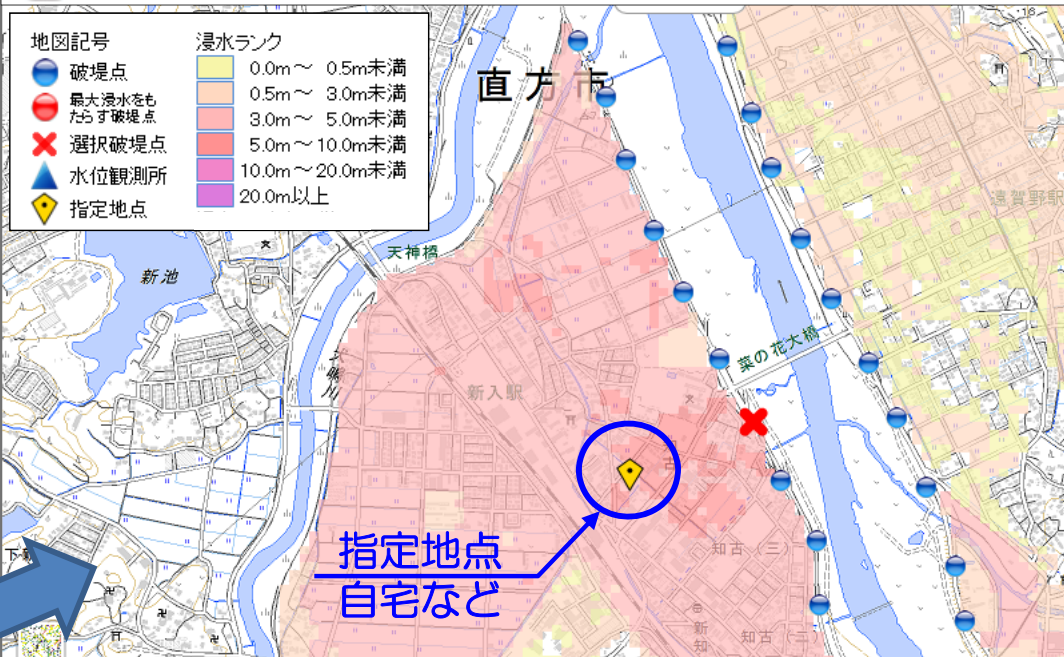 地図記号
破堤点
最大浸水をも
たらす破堤点
選択破堤点
水位観測所
指定地点
浸水ランク
0.0m～ 0.5m未満
0.5m～ 3.0m未満
3.0m～ 5.0m未満
5.0m～10.0m未満
10.0m～20.0m未満
20.0m以上
直方市
遠賀野駅
天神橋
新池
菜の花大橋
新入駅
指定地点
自宅など
知古(三)
知古(二)